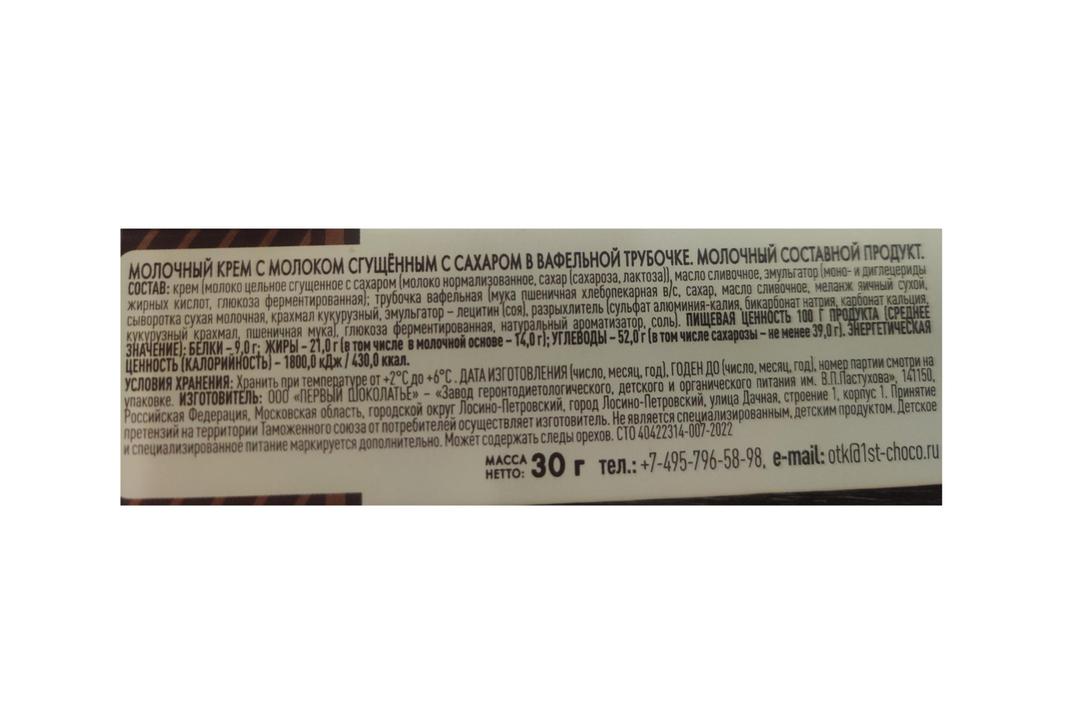 МОЛОЧНЫЙ КРЕМ С МОЛОКОМ СГУЩЁННЫМ С САХАРОМ В ВАФЕЛЬНОЙ ТРУБОЧКЕ. МОЛОЧНЫЙ СОСТАВНОЙ ПРОДУКТ.
СОСТАВ: крем (молоко цельное сгущенное с сахаром (молоко нормализованное, сахар (сахароза, лактоза)), масло сливочное, эмульгатор (моно- и диглецериды
жирных кислот, глюкоза ферментированная); трубочка вафельная (мука пшеничная хлебопекарная в/с, сахар, масло сливочное, меланж яичный сухой,
сыворотка сухая молочная, крахмал кукурузный, эмульгатор – лецитин (соя), разрыхлитель (сульфат алюминия-калия, бикарбонат натрия, карбонат кальция,
кукурузный крахмал, пшеничная мука), глюкоза ферментированная, натуральный ароматизатор, соль). ПИЩЕВАЯ ЦЕННОСТЬ 100 Г ПРОДУКТА (СРЕДНЕЕ
ЗНАЧЕНИЕ): БЕЛКИ – 9,0 г; ЖИРЫ – 21,0 г (в том числе в молочной основе – 14,0 г); УГЛЕВОДЫ – 52,0 г (в том числе сахарозы – не менее 39,0 г). ЭНЕРГЕТИЧЕСКАЯ
ЦЕННОСТЬ (КАЛОРИЙНОСТЬ) – 1800,0 кДж / 430,0 ккал.
УСЛОВИЯ ХРАНЕНИЯ: Хранить при температуре от +2°С до +6°С . ДАТА ИЗГОТОВЛЕНИЯ (число, месяц, год), ГОДЕН ДО (число, месяц, год), номер партии смотри на
упаковке. ИЗГОТОВИТЕЛЬ: ООО «ПЕРВЫЙ ШОКОЛАТЬЕ» – «Завод геронтодиетологического, детского и органического питания им. В.П.Пастухова», 141150,
Российская Федерация, Московская область, городской округ Лосино-Петровский, город Лосино-Петровский, улица Дачная, строение 1, корпус 1. Принятие
претензий на территории Таможенного союза от потребителей осуществляет изготовитель. Не является специализированным, детским продуктом. Детское
и специализированное питание маркируется дополнительно. Может содержать следы орехов. СТО 40422314-007-2022
МАССА НЕТТО: 30 г тел.: +7-495-796-58-98, e-mail: otk@1st-choco.ru